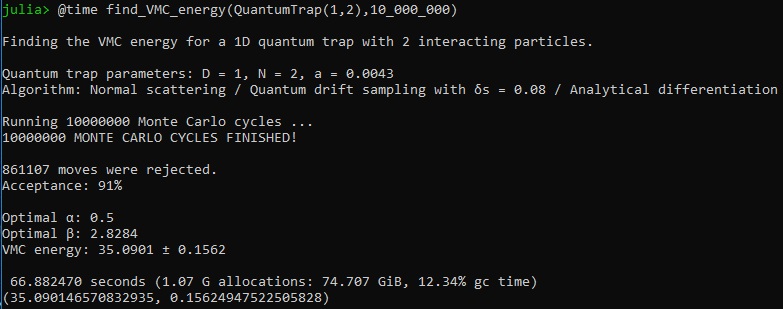 julia> @time find_VMC_energy(QuantumTrap(1,2),10_000_000)
Finding the VMC energy for a 1D quantum trap with 2 interacting particles.
Quantum trap parameters: D = 1, N = 2, a = 0.0043
Algorithm: Normal scattering / Quantum drift sampling with δs = 0.08 / Analytical differentiation
Running 10000000 Monte Carlo cycles ...
10000000 MONTE CARLO CYCLES FINISHED!
861107 moves were rejected.
Acceptance: 91%
Optimal α: 0.5
Optimal β: 2.8284
VMC energy: 35.0901 ± 0.1562
66.882470 seconds (1.07 G allocations: 74.707 GiB, 12.34% gc time)
(35.090146570832935, 0.15624947522505828)